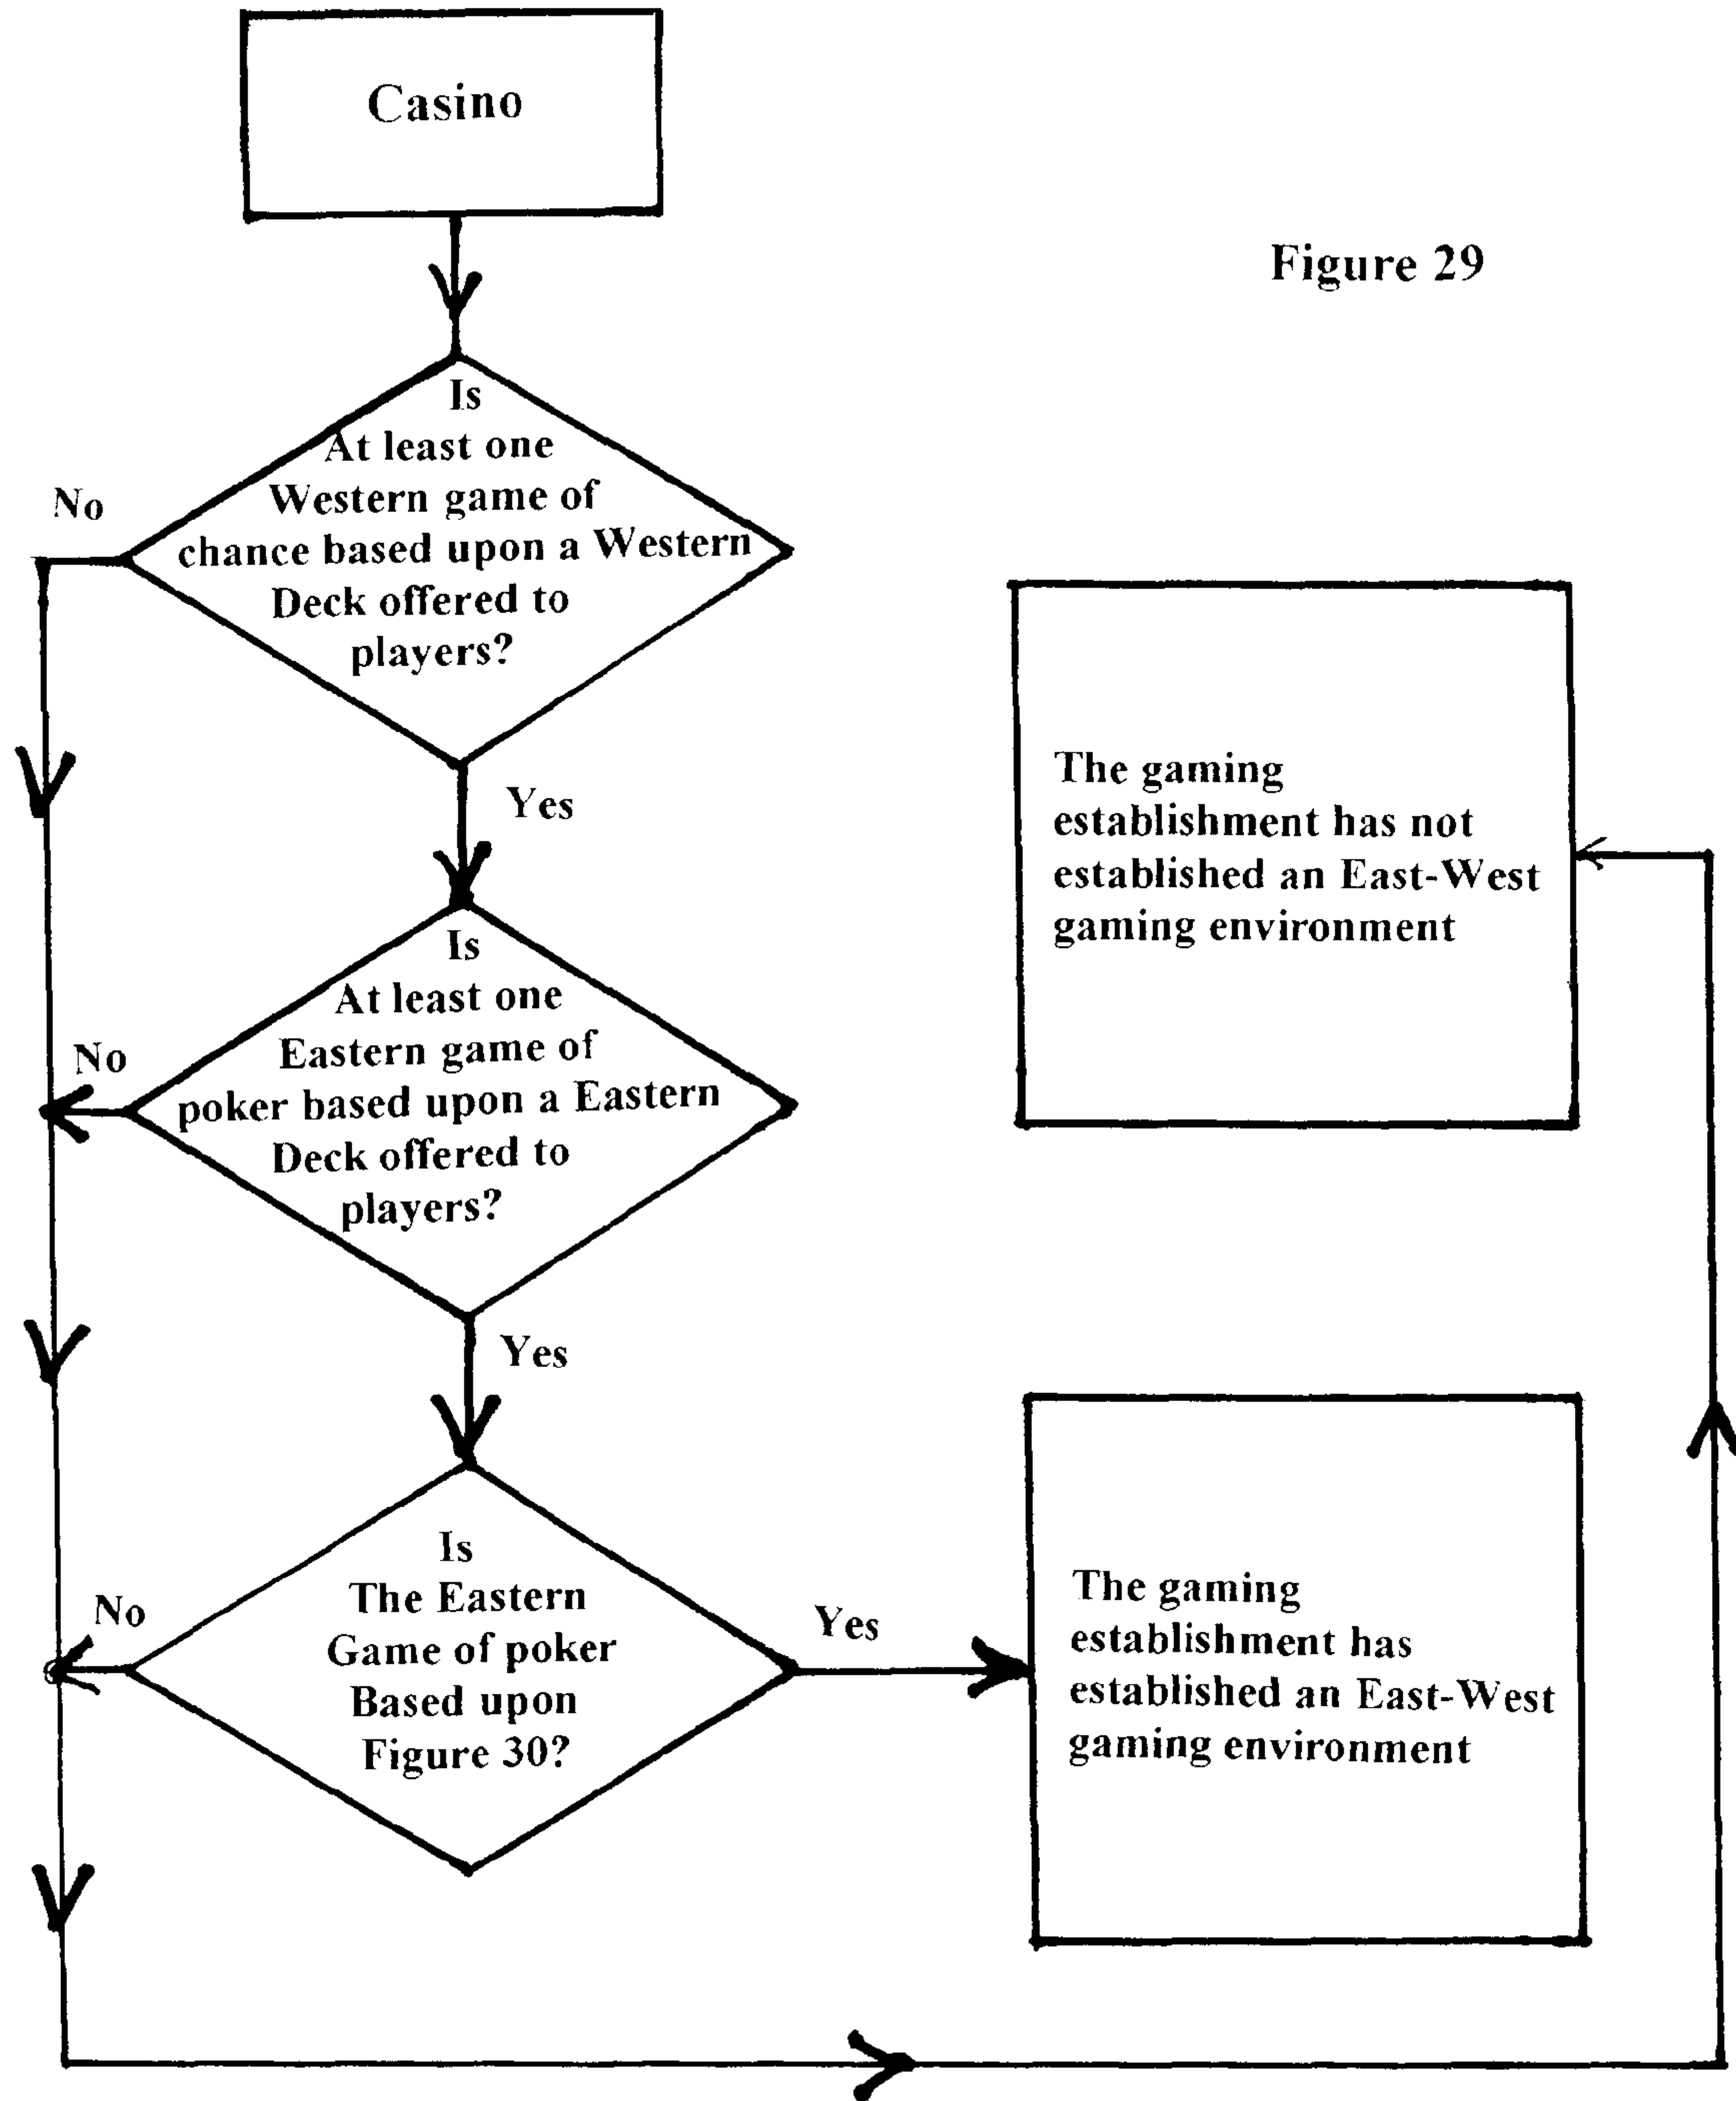 Casino
Figure 29
Is
At least one
Western game of
chance based upon a Western
Deck offered to
players?
No
Yes
Is
At least one
Eastern game of
poker based upon a Eastern
Deck offered to
players?
No
Yes
Is
The Eastern
Game of poker
Based upon
Figure 30?
No
Yes
The gaming
establishment has not
established an East-West
gaming environment
The gaming
establishment has
established an East-West
gaming environment